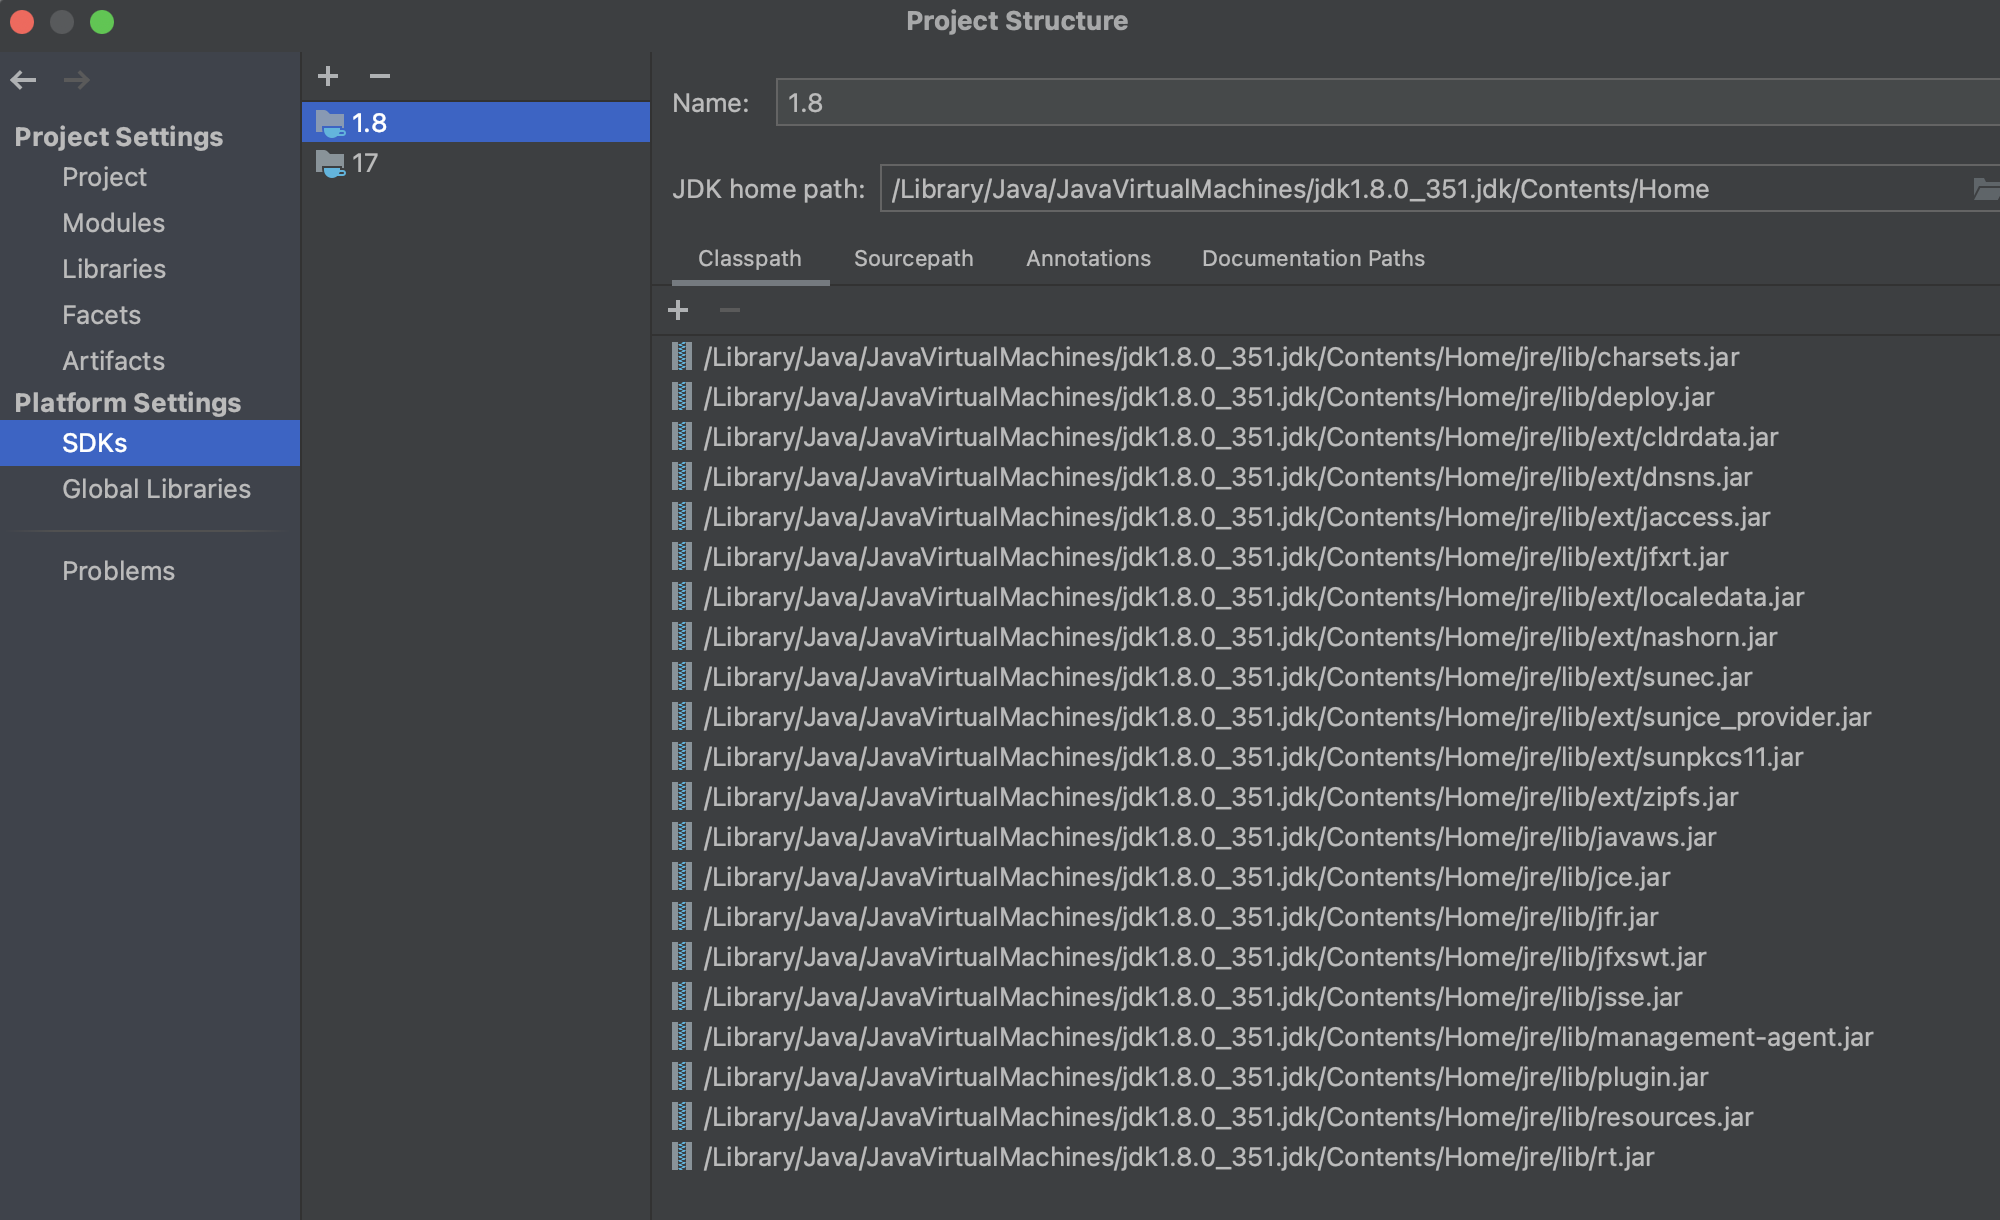 Project Structure
Project Settings
Project
Modules
Libraries
Facets
Artifacts
Platform Settings
SDKs
Global Libraries
Problems
1.8
17
Name: 1.8
JDK home path: /Library/Java/JavaVirtualMachines/jdk1.8.0_351.jdk/Contents/Home
Classpath Sourcepath Annotations Documentation Paths
/Library/Java/JavaVirtualMachines/jdk1.8.0_351.jdk/Contents/Home/jre/lib/charsets.jar
/Library/Java/JavaVirtualMachines/jdk1.8.0_351.jdk/Contents/Home/jre/lib/deploy.jar
/Library/Java/JavaVirtualMachines/jdk1.8.0_351.jdk/Contents/Home/jre/lib/ext/cldrdata.jar
/Library/Java/JavaVirtualMachines/jdk1.8.0_351.jdk/Contents/Home/jre/lib/ext/dnsns.jar
/Library/Java/JavaVirtualMachines/jdk1.8.0_351.jdk/Contents/Home/jre/lib/ext/jaccess.jar
/Library/Java/JavaVirtualMachines/jdk1.8.0_351.jdk/Contents/Home/jre/lib/ext/jfxrt.jar
/Library/Java/JavaVirtualMachines/jdk1.8.0_351.jdk/Contents/Home/jre/lib/ext/localedata.jar
/Library/Java/JavaVirtualMachines/jdk1.8.0_351.jdk/Contents/Home/jre/lib/ext/nashorn.jar
/Library/Java/JavaVirtualMachines/jdk1.8.0_351.jdk/Contents/Home/jre/lib/ext/sunec.jar
/Library/Java/JavaVirtualMachines/jdk1.8.0_351.jdk/Contents/Home/jre/lib/ext/sunjce_provider.jar
/Library/Java/JavaVirtualMachines/jdk1.8.0_351.jdk/Contents/Home/jre/lib/ext/sunpkcs11.jar
/Library/Java/JavaVirtualMachines/jdk1.8.0_351.jdk/Contents/Home/jre/lib/ext/zipfs.jar
/Library/Java/JavaVirtualMachines/jdk1.8.0_351.jdk/Contents/Home/jre/lib/javaws.jar
/Library/Java/JavaVirtualMachines/jdk1.8.0_351.jdk/Contents/Home/jre/lib/jce.jar
/Library/Java/JavaVirtualMachines/jdk1.8.0_351.jdk/Contents/Home/jre/lib/jfr.jar
/Library/Java/JavaVirtualMachines/jdk1.8.0_351.jdk/Contents/Home/jre/lib/jfxswt.jar
/Library/Java/JavaVirtualMachines/jdk1.8.0_351.jdk/Contents/Home/jre/lib/jsse.jar
/Library/Java/JavaVirtualMachines/jdk1.8.0_351.jdk/Contents/Home/jre/lib/management-agent.jar
/Library/Java/JavaVirtualMachines/jdk1.8.0_351.jdk/Contents/Home/jre/lib/plugin.jar
/Library/Java/JavaVirtualMachines/jdk1.8.0_351.jdk/Contents/Home/jre/lib/resources.jar
/Library/Java/JavaVirtualMachines/jdk1.8.0_351.jdk/Contents/Home/jre/lib/rt.jar